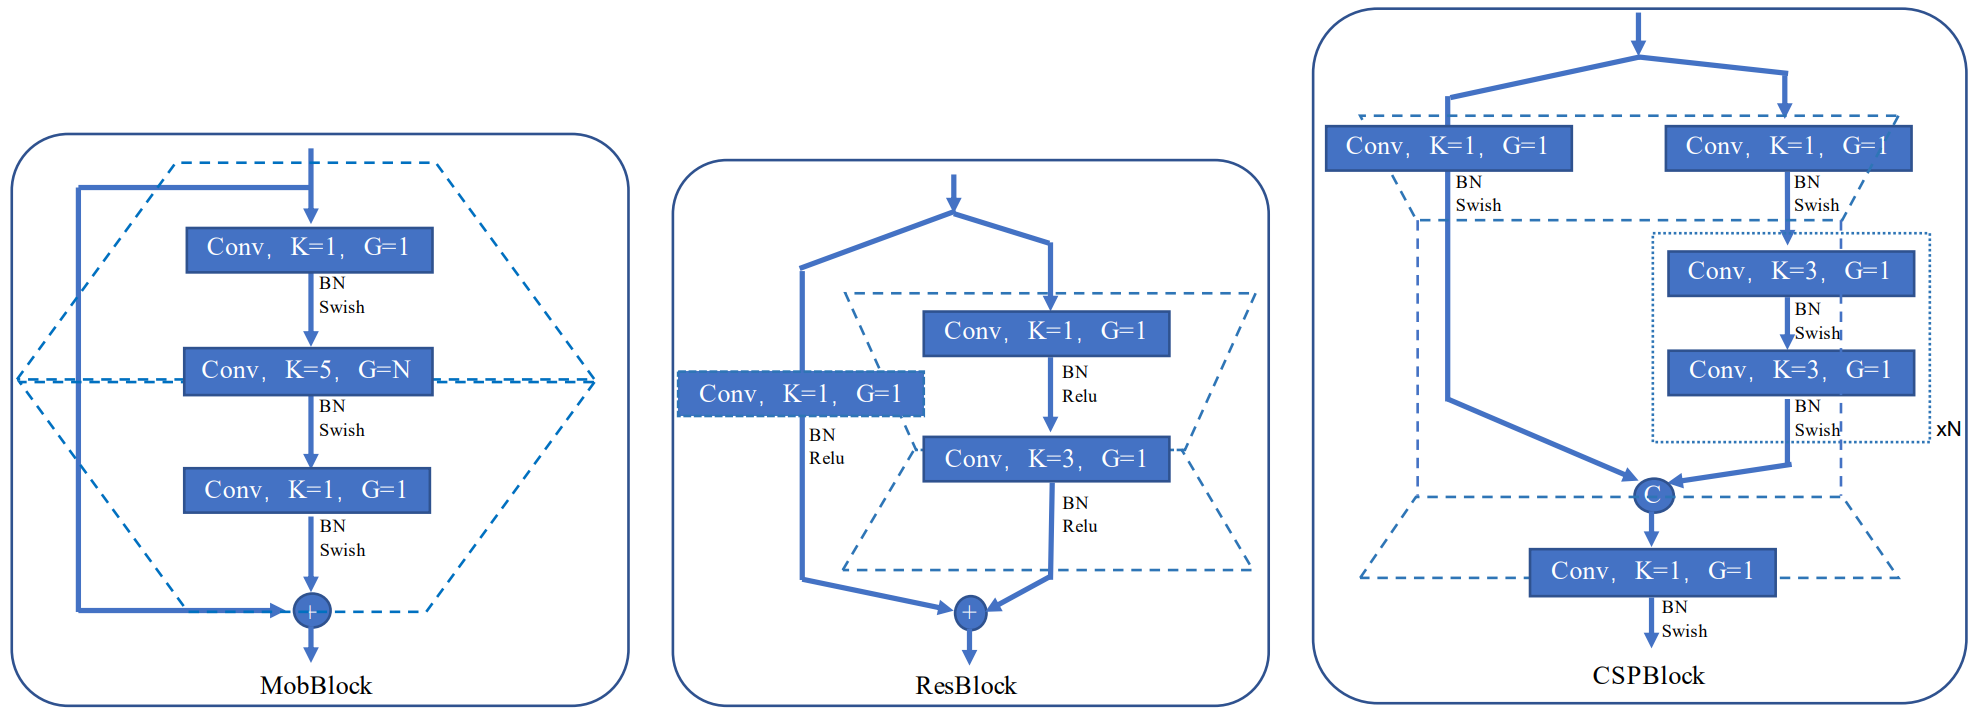 Conv, K=1, G=1
BN
Swish
Conv, K=5, G=N
BN
Swish
Conv, K=1, G=1
BN
Swish
+
MobBlock
Conv, K=1, G=1
BN
Relu
Conv, K=1, G=1
BN
Relu
Conv, K=3, G=1
BN
Relu
+
ResBlock
Conv, K=1, G=1
BN
Swish
Conv, K=1, G=1
BN
Swish
Conv, K=3, G=1
BN
Swish
Conv, K=3, G=1
BN
Swish
xN
C
Conv, K=1, G=1
BN
Swish
CSPBlock